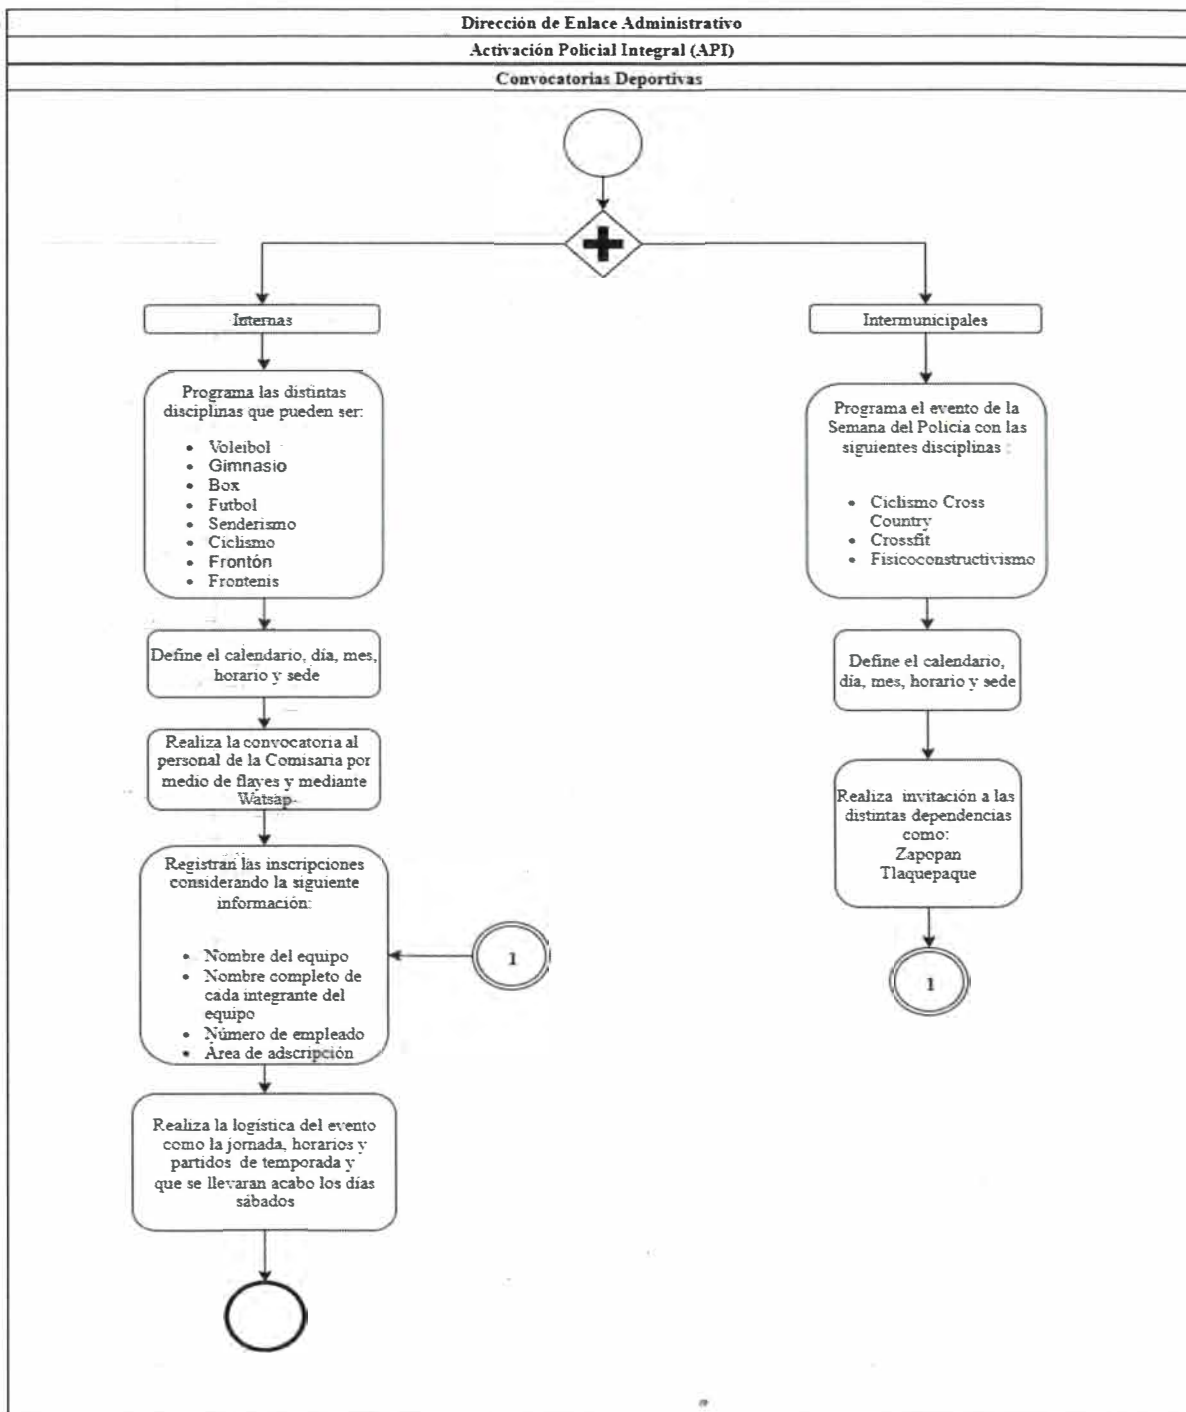 Dirección de Enlace Administrativo
Activación Policial Integral (API)
Convocatorias Deportivas
Internas
Programa las distintas
disciplinas que pueden ser:
• Voleibol
• Gimnasio
• Box
• Futbol
• Senderismo
• Ciclismo
• Frontón
• Frontenis
Define el calendario, día, mes,
horario y sede
Realiza la convocatoria al
personal de la Comisaria por
medio de flayes y mediante
Watsap
Registran las inscripciones
considerando la siguiente
información:
• Nombre del equipo
• Nombre completo de
cada integrante del
equipo
• Número de empleado
• Área de adscripción
1
Realiza la logística del evento
como la jornada, horarios y
partidos de temporada y
que se llevaran acabo los días
sábados
Intermunicipales
Programa el evento de la
Semana del Policía con las
siguientes disciplinas :
• Ciclismo Cross
Country
• Crossfit
• Fisicoconstructivismo
Define el calendario,
día, mes, horario y sede
Realiza invitación a las
distintas dependencias
como:
Zapopan
Tlaquepaque
1